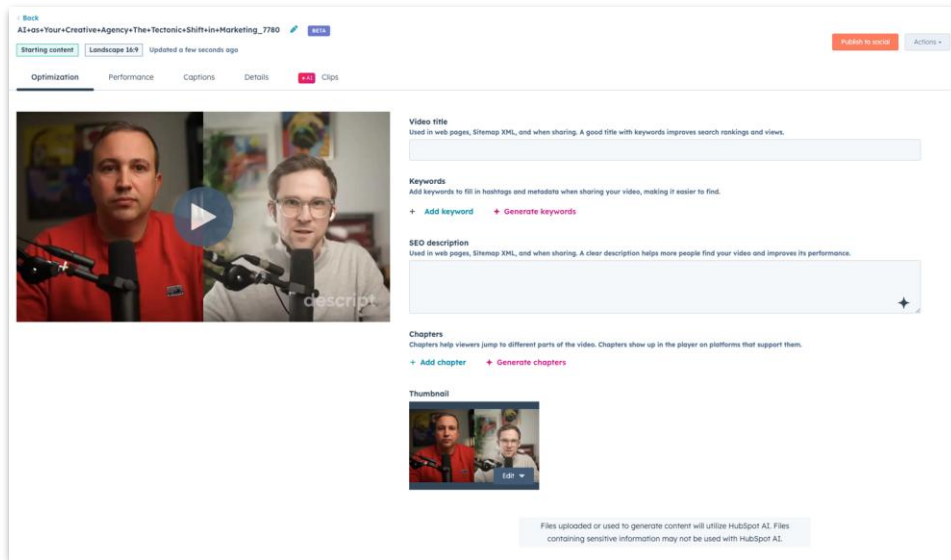 ‹ Back
AI+as+Your+Creative+Agency+The+Tectonic+Shift+in+Marketing_7780 BETA
Starting content Landscape 16:9 Updated a few seconds ago
Publish to social Actions
Optimization Performance Captions Details +AI Clips
Video title
Used in web pages, Sitemap XML, and when sharing. A good title with keywords improves search rankings and views.
Keywords
Add keywords to fill in hashtags and metadata when sharing your video, making it easier to find.
+ Add keyword Generate keywords
SEO description
Used in web pages, Sitemap XML, and when sharing. A clear description helps more people find your video and improves its performance.
descript
Chapters
Chapters help viewers jump to different parts of the video. Chapters show up in the player on platforms that support them.
+ Add chapter Generate chapters
Thumbnail
Edit
Files uploaded or used to generate content will utilize HubSpot AI. Files
containing sensitive information may not be used with HubSpot AI.